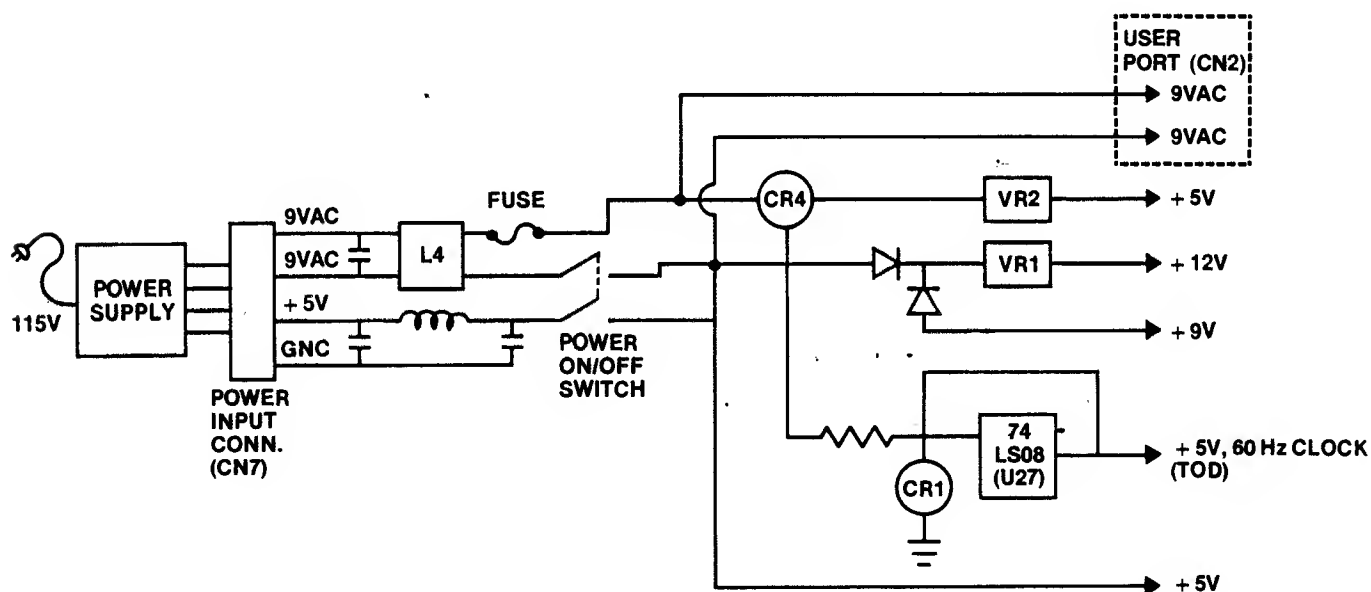 USER
PORT (CN2)
9VAC
9VAC
FUSE
CR4
VR2
+ 5V
9VAC
9VAC
L4
VR1
+ 12V
POWER
SUPPLY
115V
+ 5V
GNC
+ 9V
POWER
ON/OFF
SWITCH
POWER
INPUT
CONN.
(CN7)
74
LS08
(U27)
+ 5V, 60 Hz CLOCK
(TOD)
CR1
+ 5V